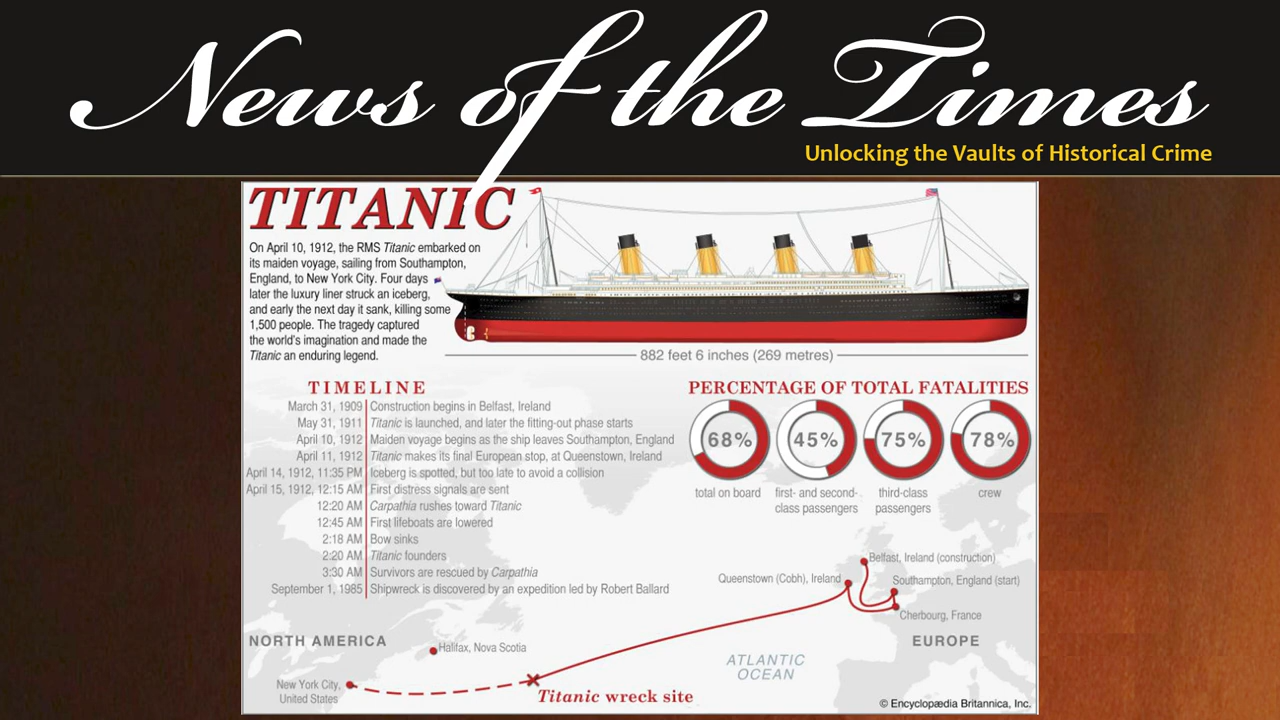 News of the Times
Unlocking the Vaults of Historical Crime
TITANIC
On April 10, 1912, the RMS Titanic embarked on
its maiden voyage, sailing from Southampton,
England, to New York City. Four days
later the luxury liner struck an iceberg,
and early the next day it sank, killing some
1,500 people. The tragedy captured
the world's imagination and made the
Titanic an enduring legend.
882 feet 6 inches (269 metres)
TIMELINE
March 31, 1909 Construction begins in Belfast, Ireland
May 31, 1911 Titanic is launched, and later the fitting-out phase starts
April 10, 1912 Maiden voyage begins as the ship leaves Southampton, England
April 11, 1912 Titanic makes its final European stop, at Queenstown, Ireland
April 14, 1912, 11:35 PM Iceberg is spotted, but too late to avoid a collision
April 15, 1912, 12:15 AM First distress signals are sent
12:20 AM Carpathia rushes toward Titanic
12:45 AM First lifeboats are lowered
2:18 AM Bow sinks
2:20 AM Titanic founders
3:30 AM Survivors are rescued by Carpathia
September 1, 1985 Shipwreck is discovered by an expedition led by Robert Ballard
PERCENTAGE OF TOTAL FATALITIES
68% 45% 75% 78%
total on board first- and second- third-class crew
class passengers passengers
Belfast, Ireland (construction)
Queenstown (Cobh), Ireland
Southampton, England (start)
Cherbourg, France
NORTH AMERICA
EUROPE
Halifax, Nova Scotia
ATLANTIC
OCEAN
New York City,
United States
Titanic wreck site
© Encyclopædia Britannica, Inc.